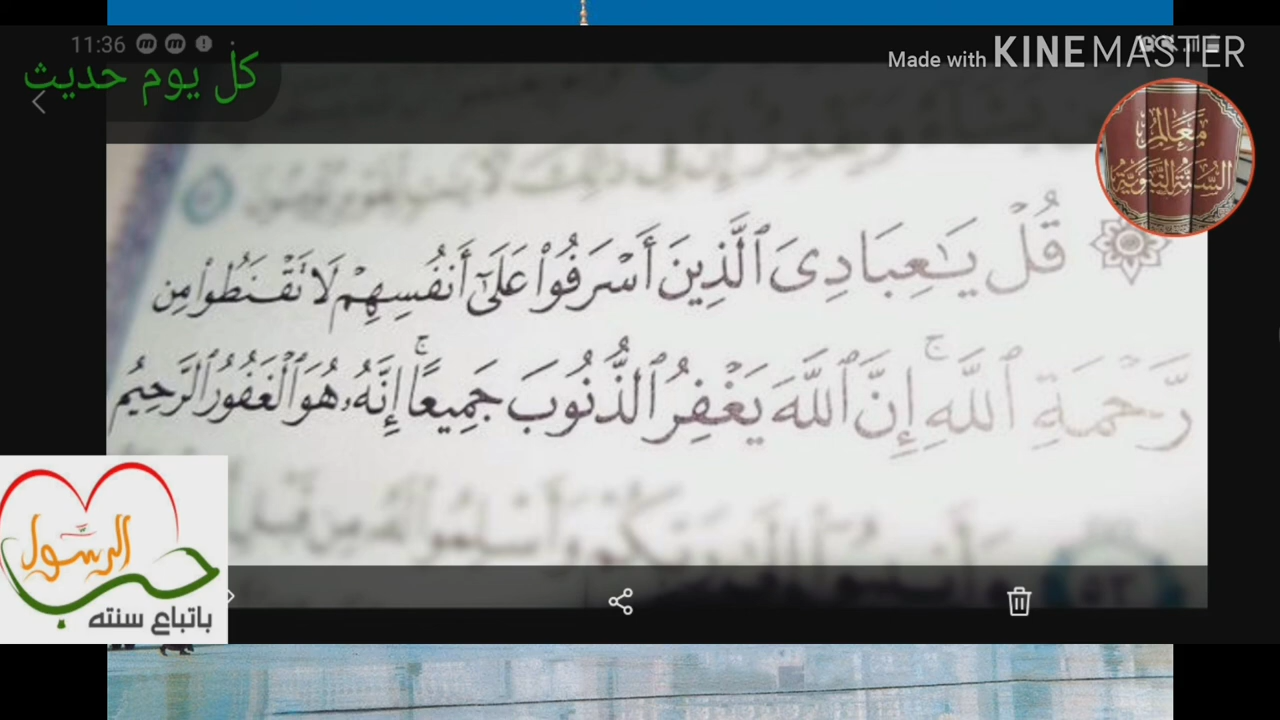 11:36
Made with KINEMASTER
كل يوم حديث
معالم
السنة النبوية
قُلْ يَٰعِبَادِىَ ٱلَّذِينَ أَسْرَفُوا۟ عَلَىٰٓ أَنفُسِهِمْ لَا تَقْنَطُوا۟ مِن
رَّحْمَةِ ٱللَّهِ ۚ إِنَّ ٱللَّهَ يَغْفِرُ ٱلذُّنُوبَ جَمِيعًا ۚ إِنَّهُۥ هُوَ ٱلْغَفُورُ ٱلرَّحِيمُ
٥٣
حب الرسول
باتباع سنته